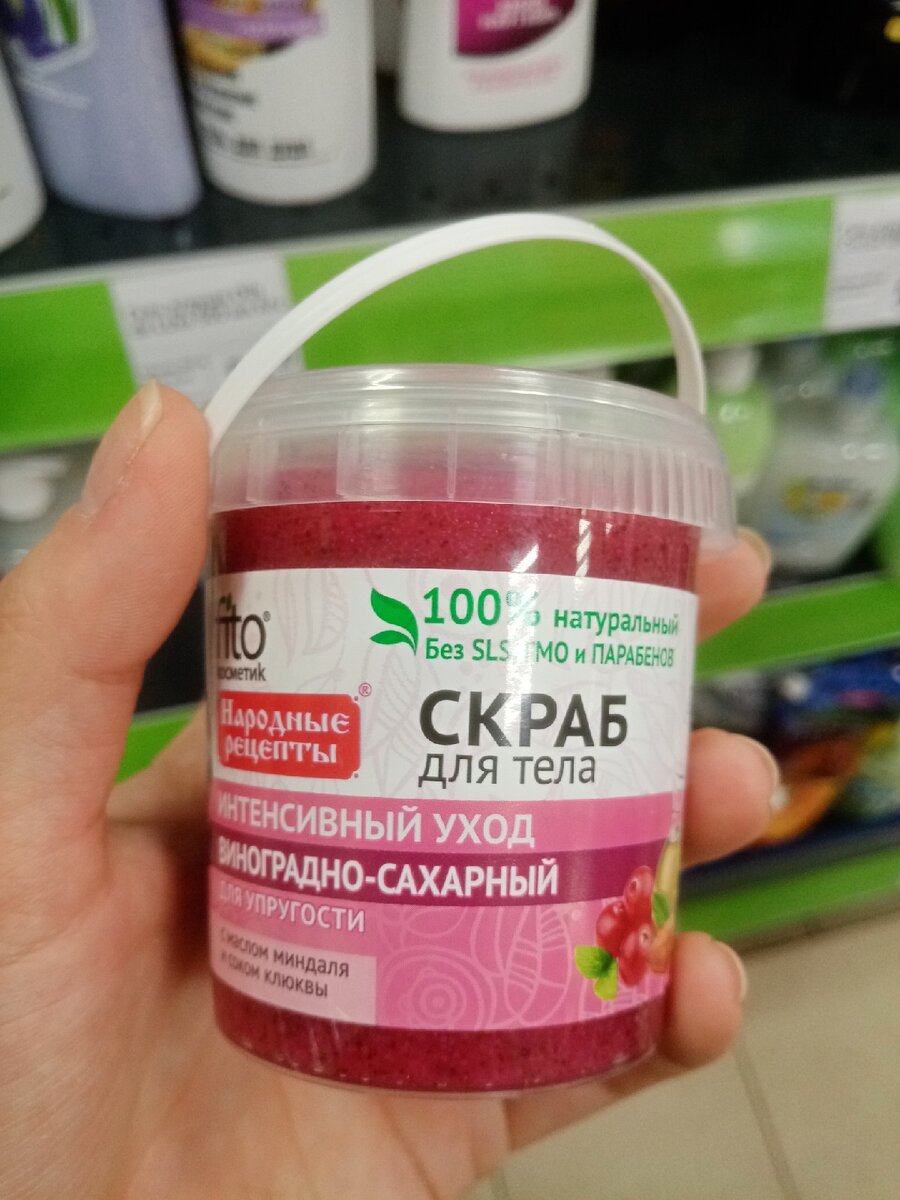 fito®
косметик
Народные®
рецепты
100% натуральный
Без SLS, ГМО и ПАРАБЕНОВ
СКРАБ
для тела
ИНТЕНСИВНЫЙ УХОД
ВИНОГРАДНО-САХАРНЫЙ
ДЛЯ УПРУГОСТИ
с маслом миндаля
и соком клюквы